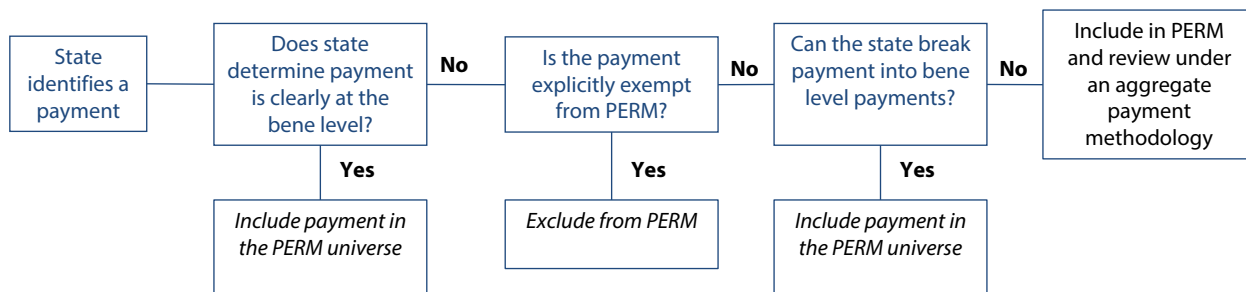 State
identifies a
payment
Does state
determine payment
is clearly at the
bene level?
No
Is the payment
explicitly exempt
from PERM?
No
Can the state break
payment into bene
level payments?
No
Include in PERM
and review under
an aggregate
payment
methodology
Yes
Yes
Yes
Include payment in
the PERM universe
Exclude from PERM
Include payment in
the PERM universe